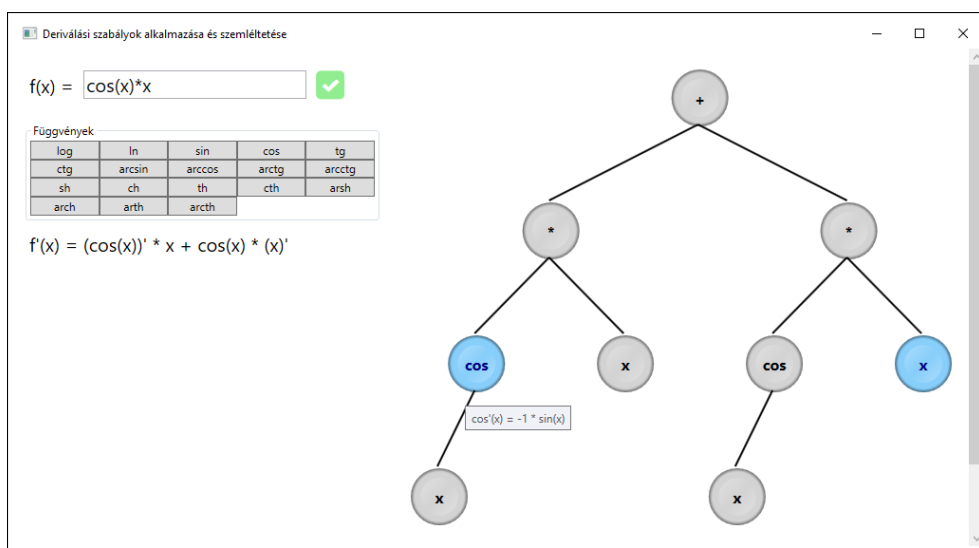 Deriválási szabályok alkalmazása és szemléltetése
f(x) = cos(x)*x
Függvények
log ln sin cos tg
ctg arcsin arccos arctg arcctg
sh ch th cth arsh
arch arth arcth
f'(x) = (cos(x))' * x + cos(x) * (x)'
+
* *
cos x cos x
cos'(x) = -1 * sin(x)
x x